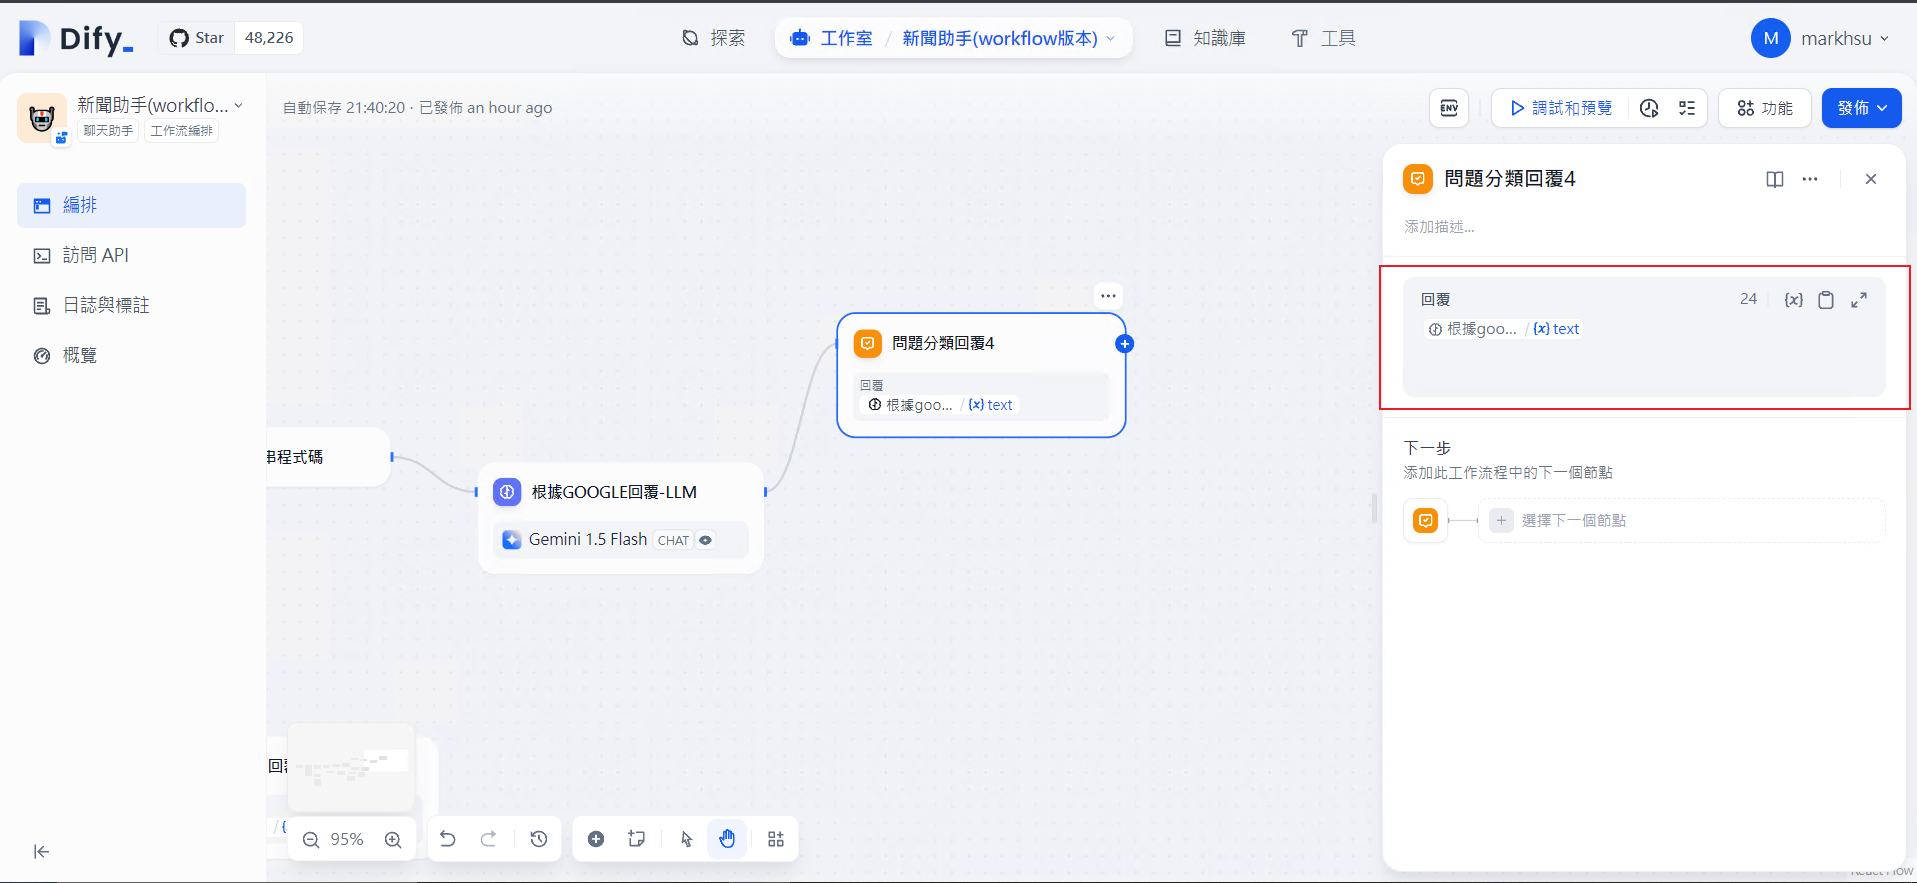 Dify_
Star 48,226
探索
工作室 / 新聞助手(workflow版本)
知識庫
工具
M markhsu
新聞助手(workflo...
聊天助手 工作流編排
編排
訪問 API
日誌與標註
概覽
自動保存 21:40:20 · 已發佈 an hour ago
ENV
調試和預覽
功能
發佈
串程式碼
根據GOOGLE回覆-LLM
Gemini 1.5 Flash CHAT
問題分類回覆4
回覆
根據goo... / {x} text
95%
問題分類回覆4
添加描述...
回覆 24 {x}
根據goo... / {x} text
下一步
添加此工作流程中的下一個節點
選擇下一個節點
React Flow